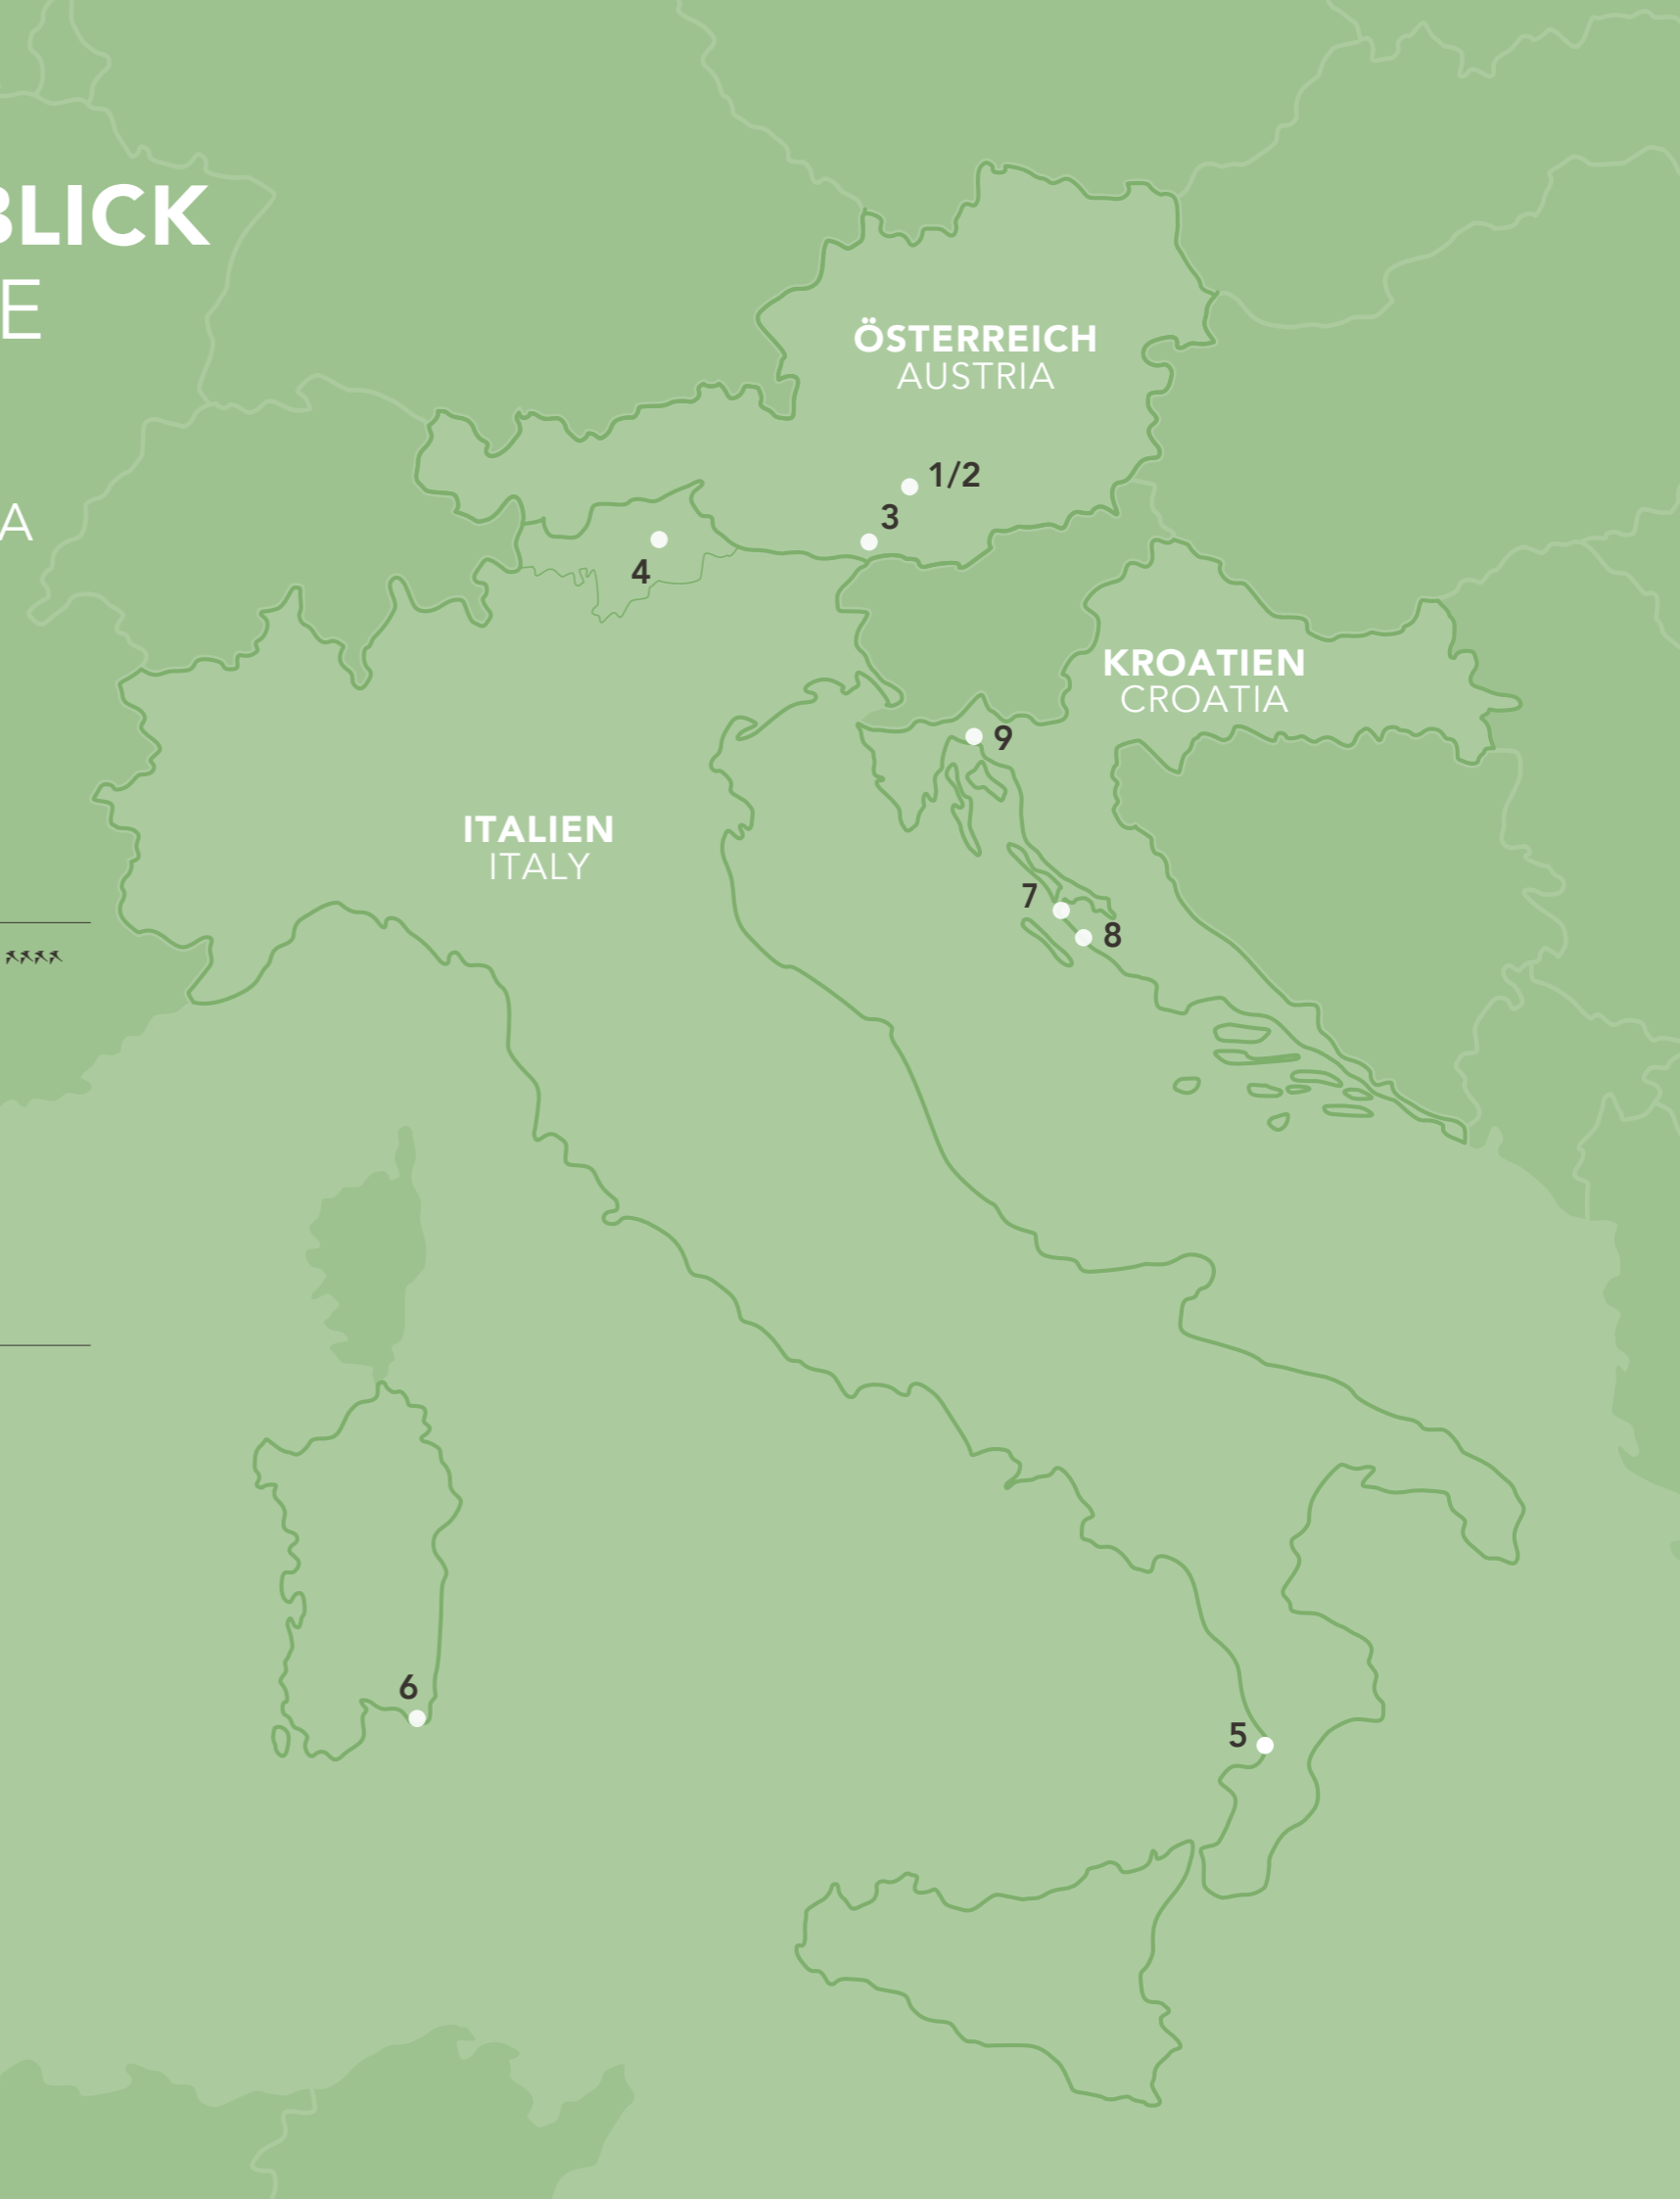 BLICK
E
A
ÖSTERREICH
AUSTRIA
1/2
3
4
KROATIEN
CROATIA
9
ITALIEN
ITALY
7
8
6
5